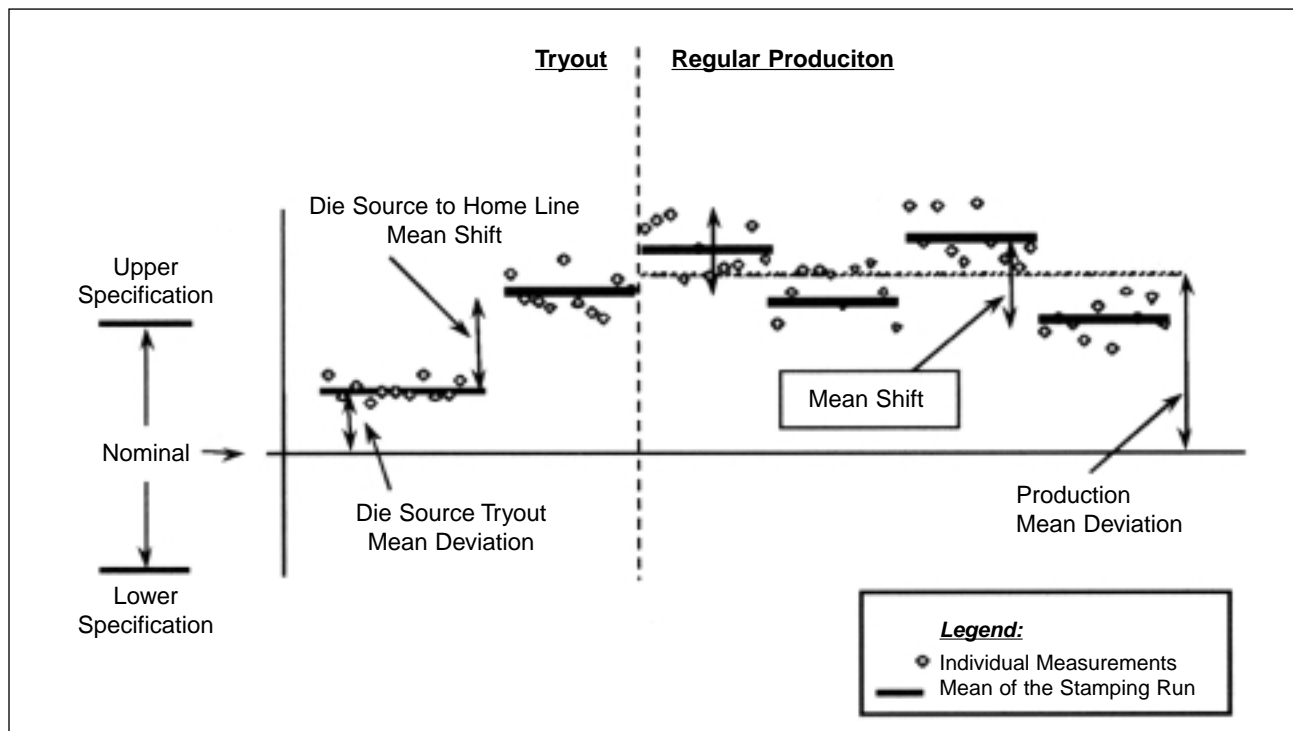 Tryout
Regular Produciton
Die Source to Home Line
Mean Shift
Upper
Specification
Nominal
Lower
Specification
Die Source Tryout
Mean Deviation
Mean Shift
Production
Mean Deviation
Legend:
Individual Measurements
Mean of the Stamping Run